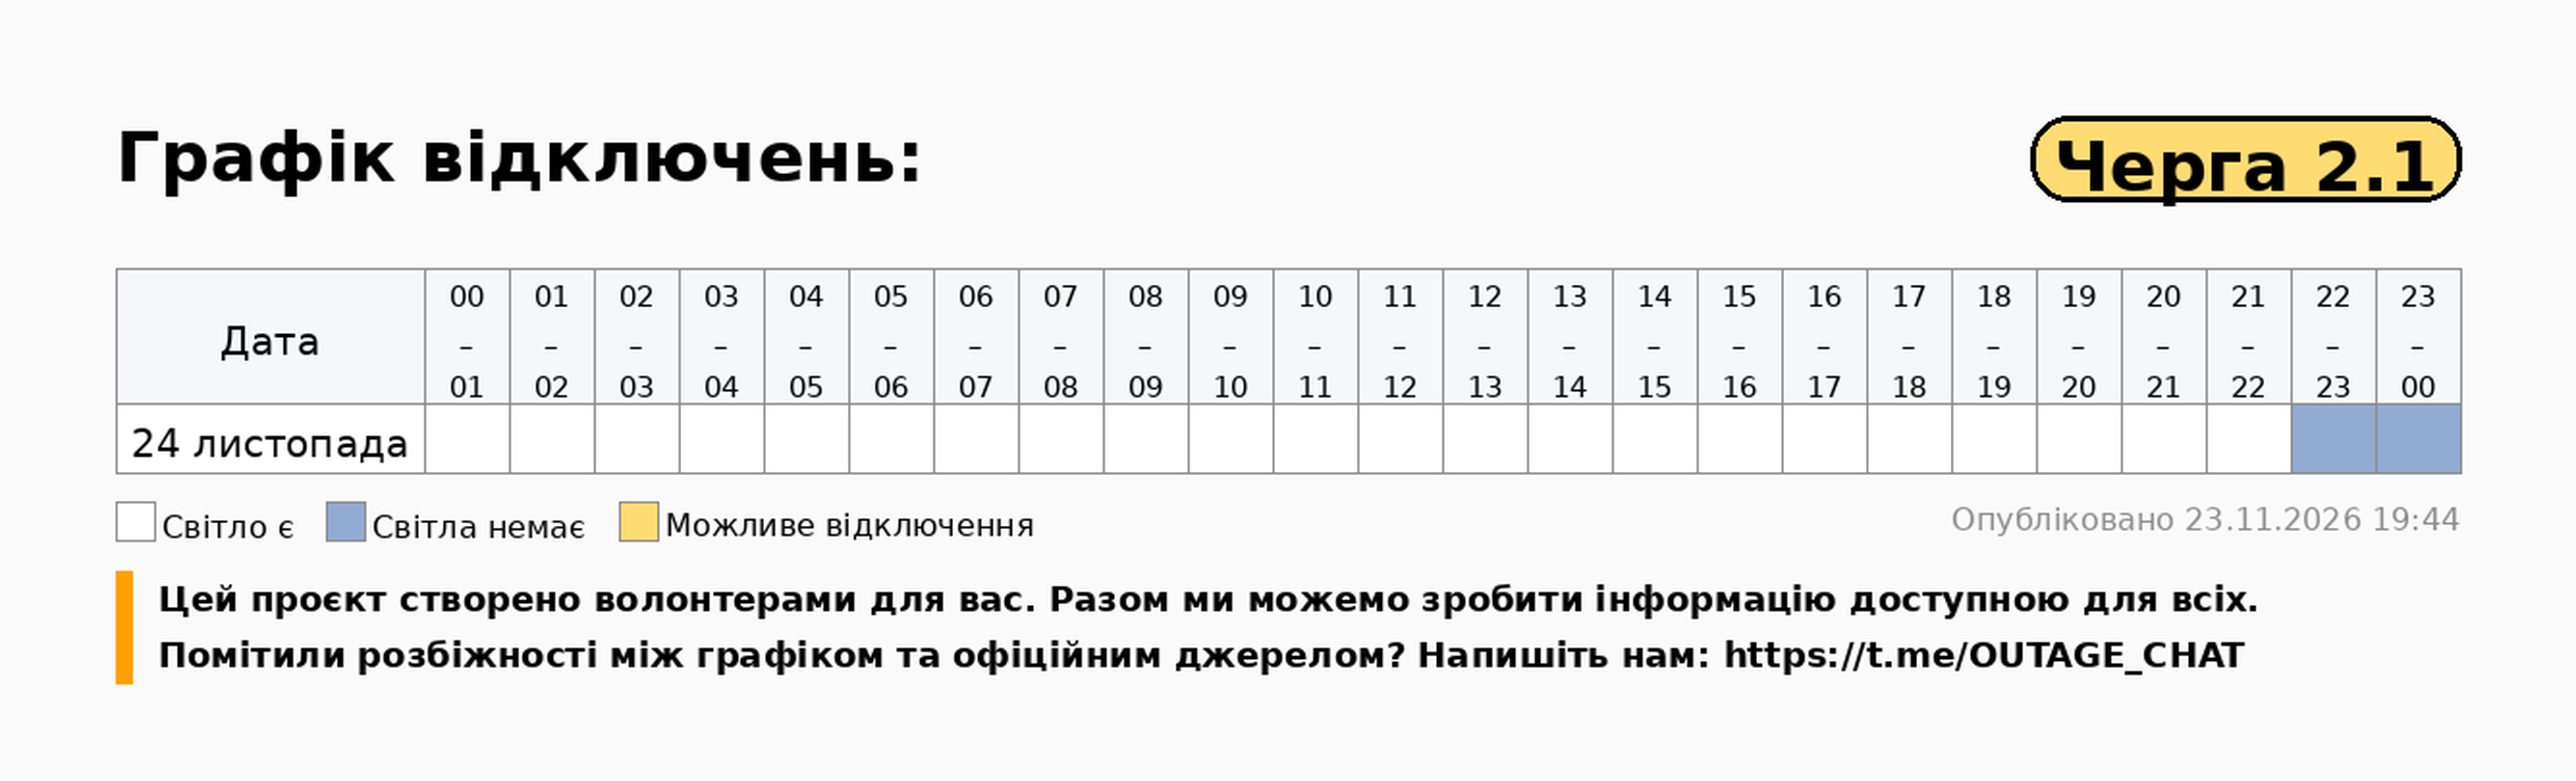 Графік відключень:
Черга 2.1
Дата 00 – 01 01 – 02 02 – 03 03 – 04 04 – 05 05 – 06 06 – 07 07 – 08 08 – 09 09 – 10 10 – 11 11 – 12 12 – 13 13 – 14 14 – 15 15 – 16 16 – 17 17 – 18 18 – 19 19 – 20 20 – 21 21 – 22 22 – 23 23 – 00
24 листопада
Світло є Світла немає Можливе відключення
Опубліковано 23.11.2026 19:44
Цей проєкт створено волонтерами для вас. Разом ми можемо зробити інформацію доступною для всіх.
Помітили розбіжності між графіком та офіційним джерелом? Напишіть нам: https://t.me/OUTAGE_CHAT